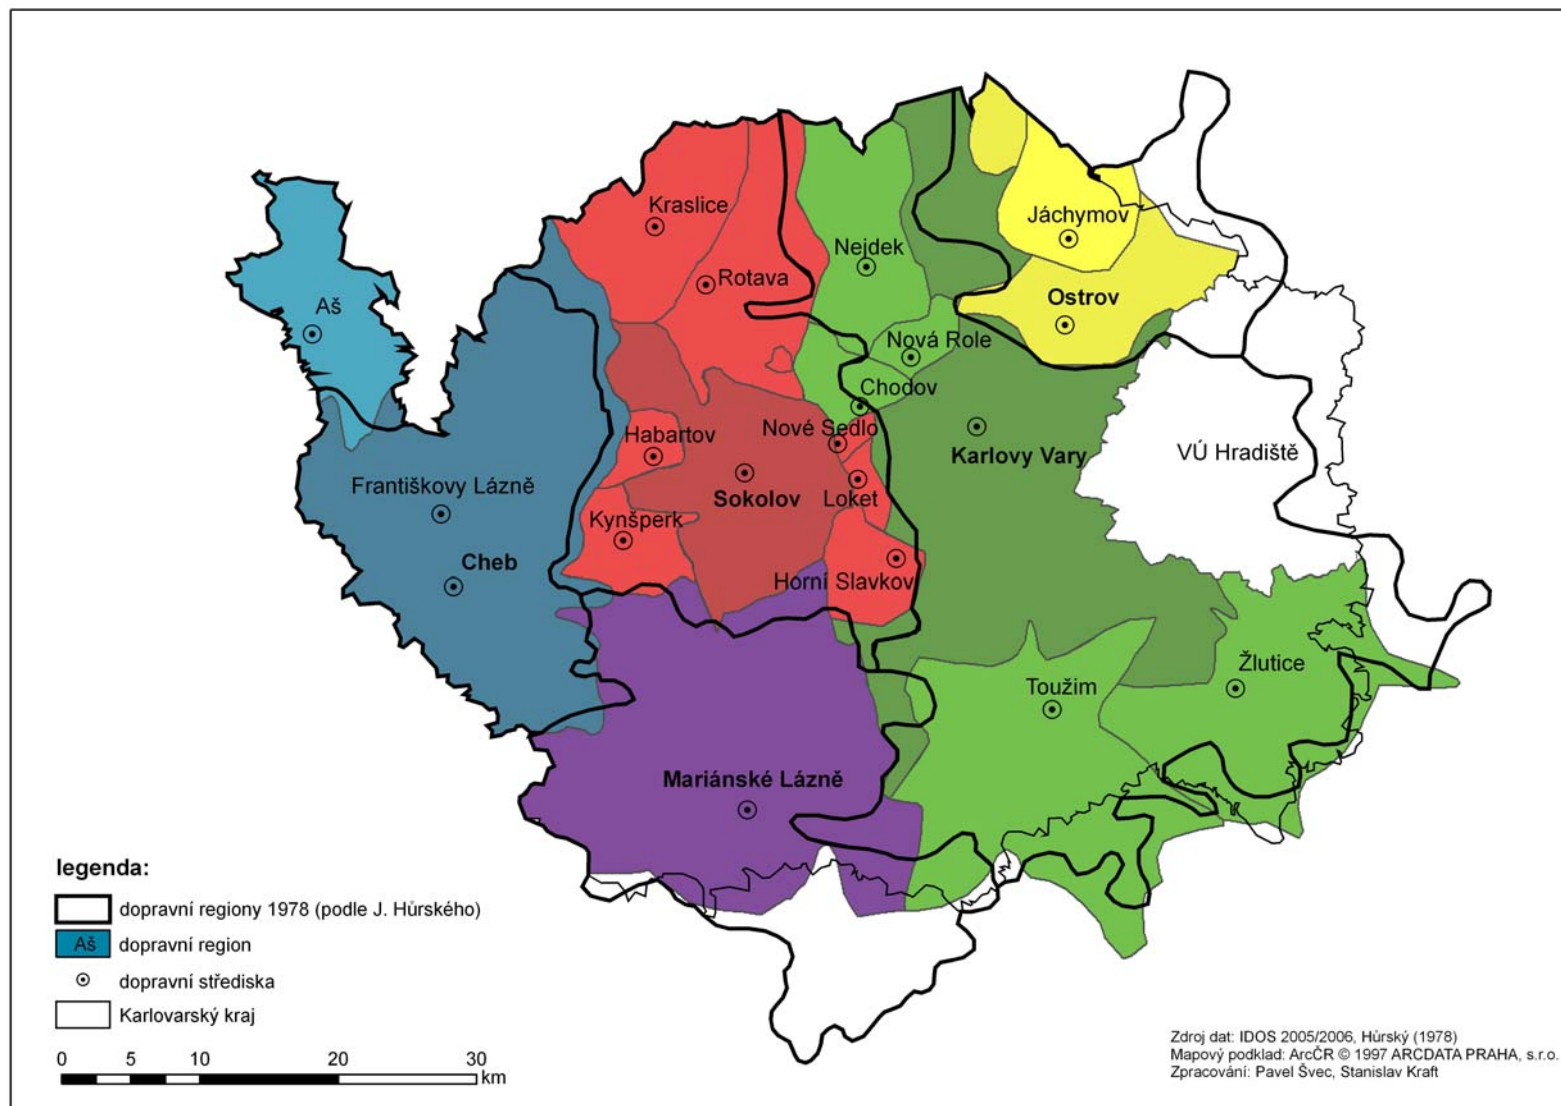 Kraslice
Jáchymov
Nejdek
Rotava
Aš
Ostrov
Nová Role
Chodov
Nové Sedlo
Habartov
Karlovy Vary
VÚ Hradiště
Františkovy Lázně
Sokolov
Loket
Kynšperk
Cheb
Horní Slavkov
Žlutice
Toužim
Mariánské Lázně
legenda:
dopravní regiony 1978 (podle J. Hůrského)
Aš dopravní region
dopravní střediska
Karlovarský kraj
0 5 10 20 30
km
Zdroj dat: IDOS 2005/2006, Hůrský (1978)
Mapový podklad: ArcČR © 1997 ARCDATA PRAHA, s.r.o.
Zpracování: Pavel Švec, Stanislav Kraft